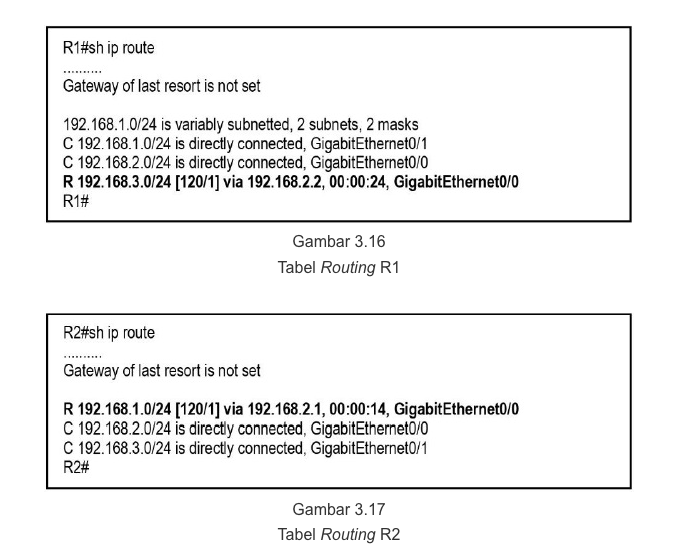 R1#sh ip route
..........
Gateway of last resort is not set
192.168.1.0/24 is variably subnetted, 2 subnets, 2 masks
C 192.168.1.0/24 is directly connected, GigabitEthernet0/1
C 192.168.2.0/24 is directly connected, GigabitEthernet0/0
R 192.168.3.0/24 [120/1] via 192.168.2.2, 00:00:24, GigabitEthernet0/0
R1#
Gambar 3.16
Tabel Routing R1
R2#sh ip route
..........
Gateway of last resort is not set
R 192.168.1.0/24 [120/1] via 192.168.2.1, 00:00:14, GigabitEthernet0/0
C 192.168.2.0/24 is directly connected, GigabitEthernet0/0
C 192.168.3.0/24 is directly connected, GigabitEthernet0/1
R2#
Gambar 3.17
Tabel Routing R2